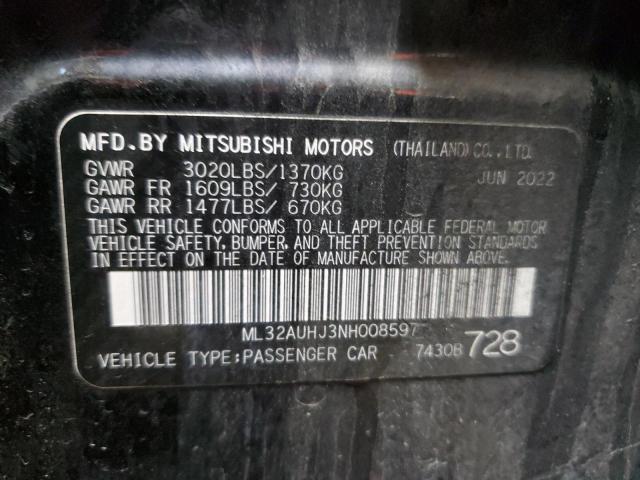 MFD.BY MITSUBISHI MOTORS (THAILAND) CO.,LTD.
GVWR 3020LBS/1370KG JUN 2022
GAWR FR 1609LBS/ 730KG
GAWR RR 1477LBS/ 670KG
THIS VEHICLE CONFORMS TO ALL APPLICABLE FEDERAL MOTOR
VEHICLE SAFETY, BUMPER, AND THEFT PREVENTION STANDARDS
IN EFFECT ON THE DATE OF MANUFACTURE SHOWN ABOVE.
ML32AUHJ3NH008597
VEHICLE TYPE:PASSENGER CAR 7430B 728